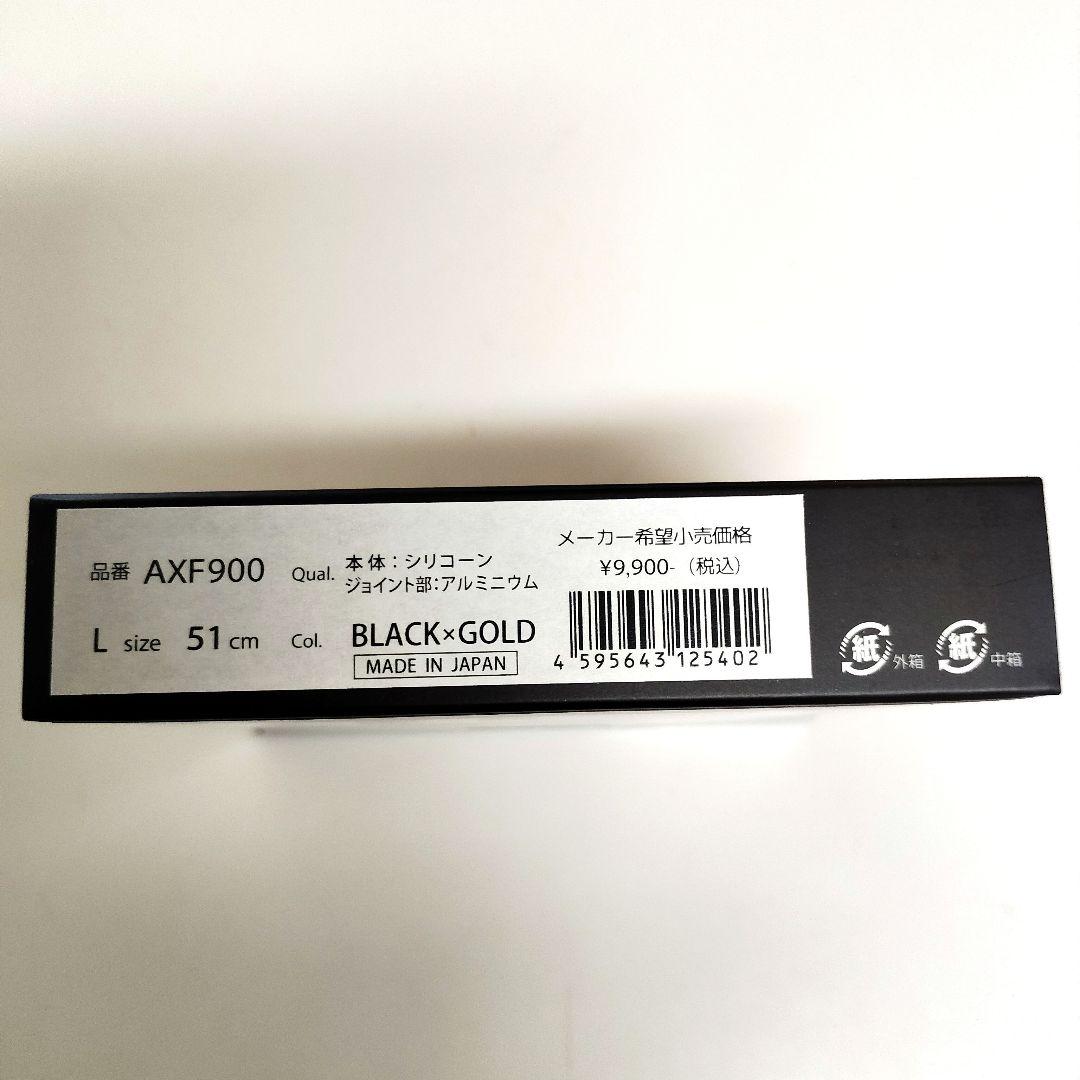 品番 AXF900
L size 51cm
Qual. 本体：シリコーン
ジョイント部：アルミニウム
Col. BLACK×GOLD
MADE IN JAPAN
メーカー希望小売価格
¥9,900-（税込）
4 595643 125402
紙 外箱 紙 中箱